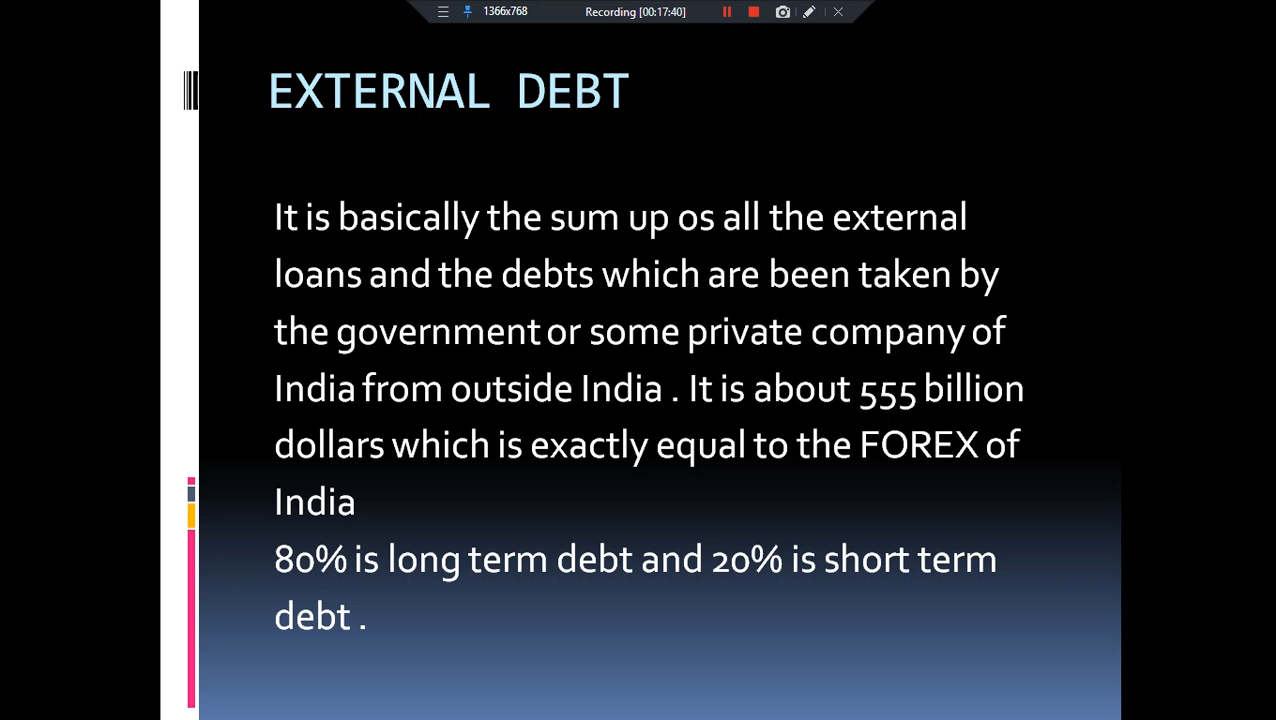 1366x768
Recording [00:17:40]
EXTERNAL DEBT
It is basically the sum up os all the external
loans and the debts which are been taken by
the government or some private company of
India from outside India . It is about 555 billion
dollars which is exactly equal to the FOREX of
India
80% is long term debt and 20% is short term
debt .